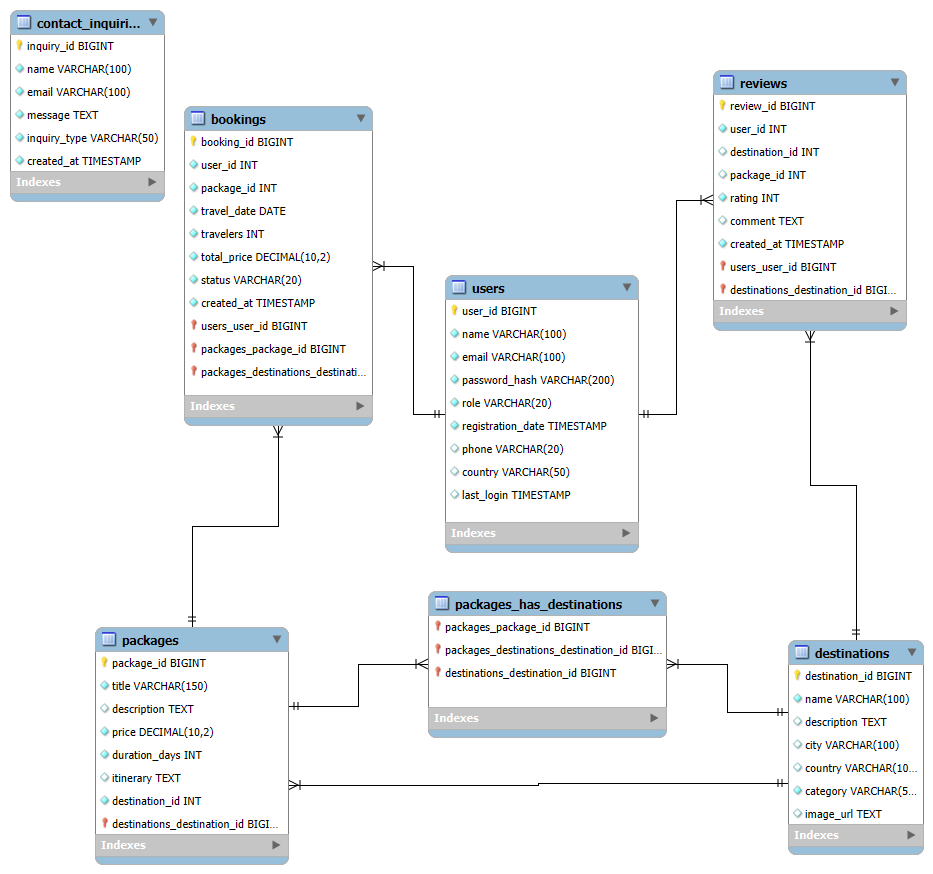 contact_inquiri...
inquiry_id BIGINT
name VARCHAR(100)
email VARCHAR(100)
message TEXT
inquiry_type VARCHAR(50)
created_at TIMESTAMP
Indexes
bookings
booking_id BIGINT
user_id INT
package_id INT
travel_date DATE
travelers INT
total_price DECIMAL(10,2)
status VARCHAR(20)
created_at TIMESTAMP
users_user_id BIGINT
packages_package_id BIGINT
packages_destinations_destinati...
Indexes
reviews
review_id BIGINT
user_id INT
destination_id INT
package_id INT
rating INT
comment TEXT
created_at TIMESTAMP
users_user_id BIGINT
destinations_destination_id BIGI...
Indexes
users
user_id BIGINT
name VARCHAR(100)
email VARCHAR(100)
password_hash VARCHAR(200)
role VARCHAR(20)
registration_date TIMESTAMP
phone VARCHAR(20)
country VARCHAR(50)
last_login TIMESTAMP
Indexes
packages
package_id BIGINT
title VARCHAR(150)
description TEXT
price DECIMAL(10,2)
duration_days INT
itinerary TEXT
destination_id INT
destinations_destination_id BIGI...
Indexes
packages_has_destinations
packages_package_id BIGINT
packages_destinations_destination_id BIGI...
destinations_destination_id BIGINT
Indexes
destinations
destination_id BIGINT
name VARCHAR(100)
description TEXT
city VARCHAR(100)
country VARCHAR(10...
category VARCHAR(5...
image_url TEXT
Indexes